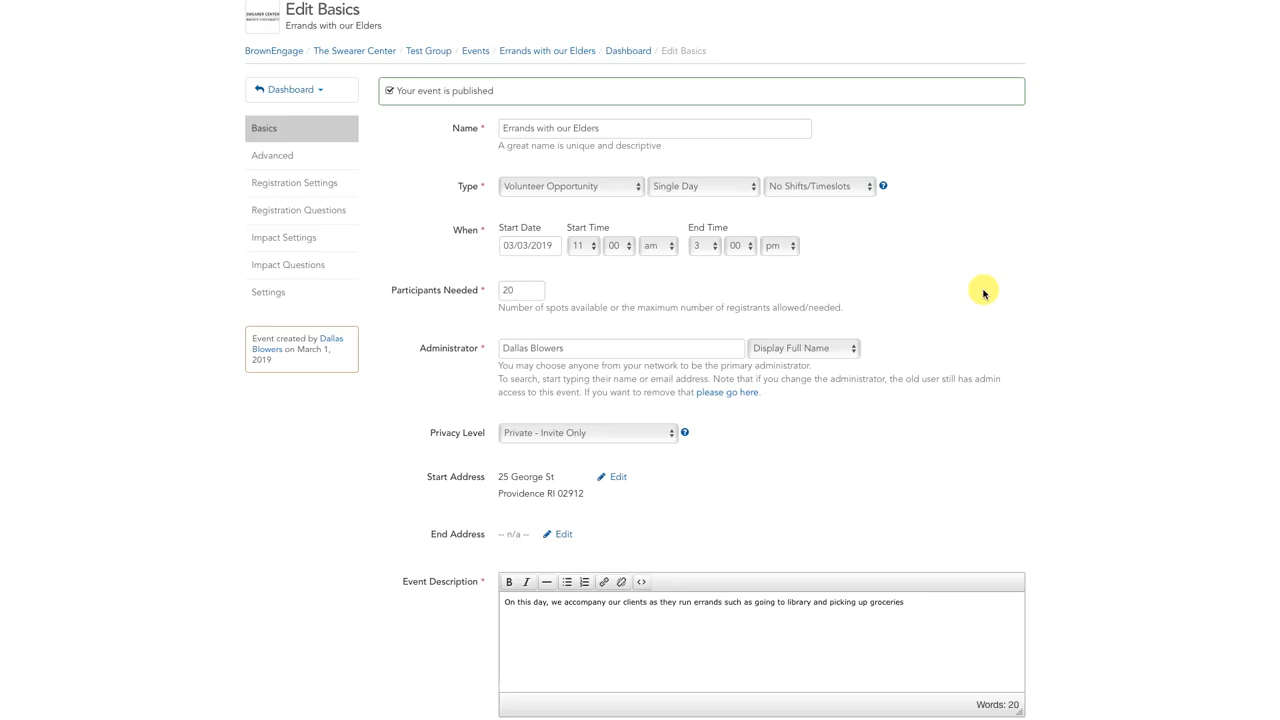 SWEARER CENTER
BROWN UNIVERSITY
Edit Basics
Errands with our Elders
BrownEngage / The Swearer Center / Test Group / Events / Errands with our Elders / Dashboard / Edit Basics
Dashboard
Your event is published
Basics
Advanced
Registration Settings
Registration Questions
Impact Settings
Impact Questions
Settings
Event created by Dallas
Blowers on March 1,
2019
Name * Errands with our Elders
A great name is unique and descriptive
Type * Volunteer Opportunity Single Day No Shifts/Timeslots ?
Start Date Start Time End Time
When * 03/03/2019 11 00 am 3 00 pm
Participants Needed * 20
Number of spots available or the maximum number of registrants allowed/needed.
Administrator * Dallas Blowers Display Full Name
You may choose anyone from your network to be the primary administrator.
To search, start typing their name or email address. Note that if you change the administrator, the old user still has admin
access to this event. If you want to remove that please go here.
Privacy Level Private - Invite Only ?
Start Address 25 George St Edit
Providence RI 02912
End Address -- n/a -- Edit
Event Description * B I
On this day, we accompany our clients as they run errands such as going to library and picking up groceries
Words: 20